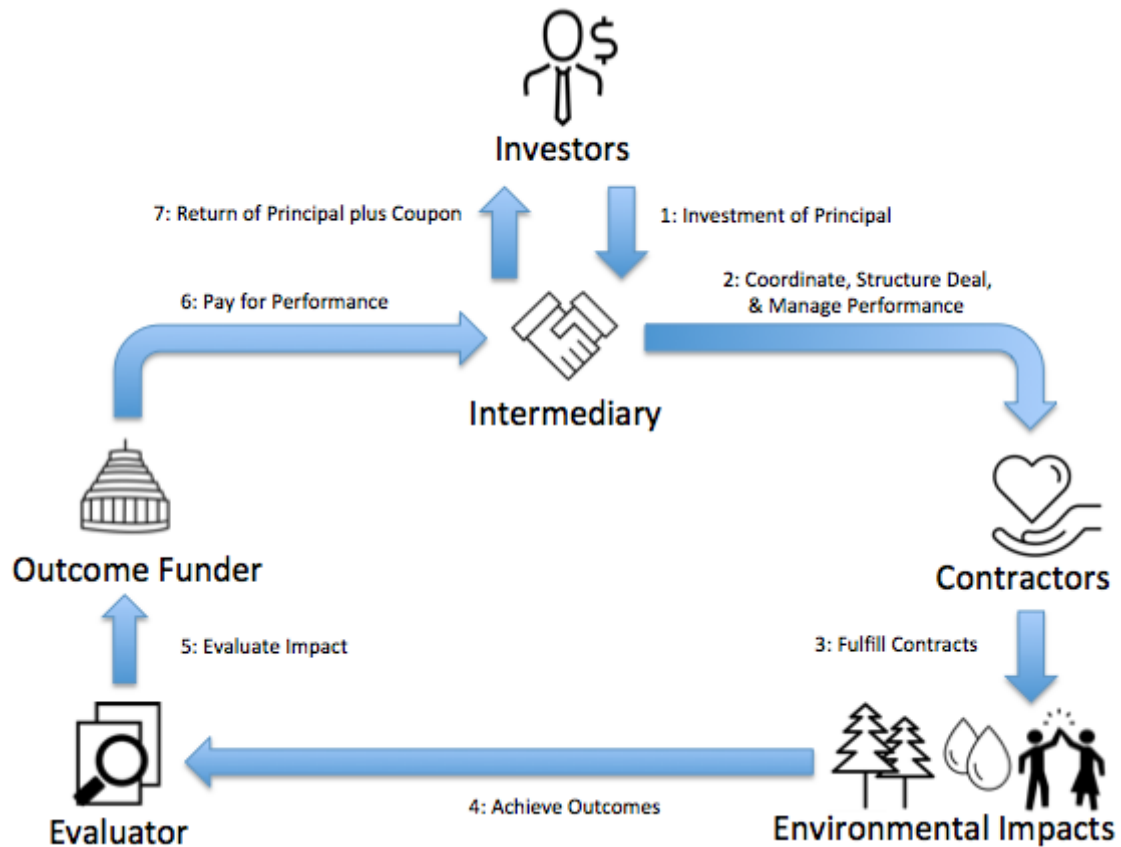 $
Investors
7: Return of Principal plus Coupon
1: Investment of Principal
2: Coordinate, Structure Deal,
& Manage Performance
6: Pay for Performance
Intermediary
Outcome Funder
Contractors
5: Evaluate Impact
3: Fulfill Contracts
4: Achieve Outcomes
Evaluator
Environmental Impacts